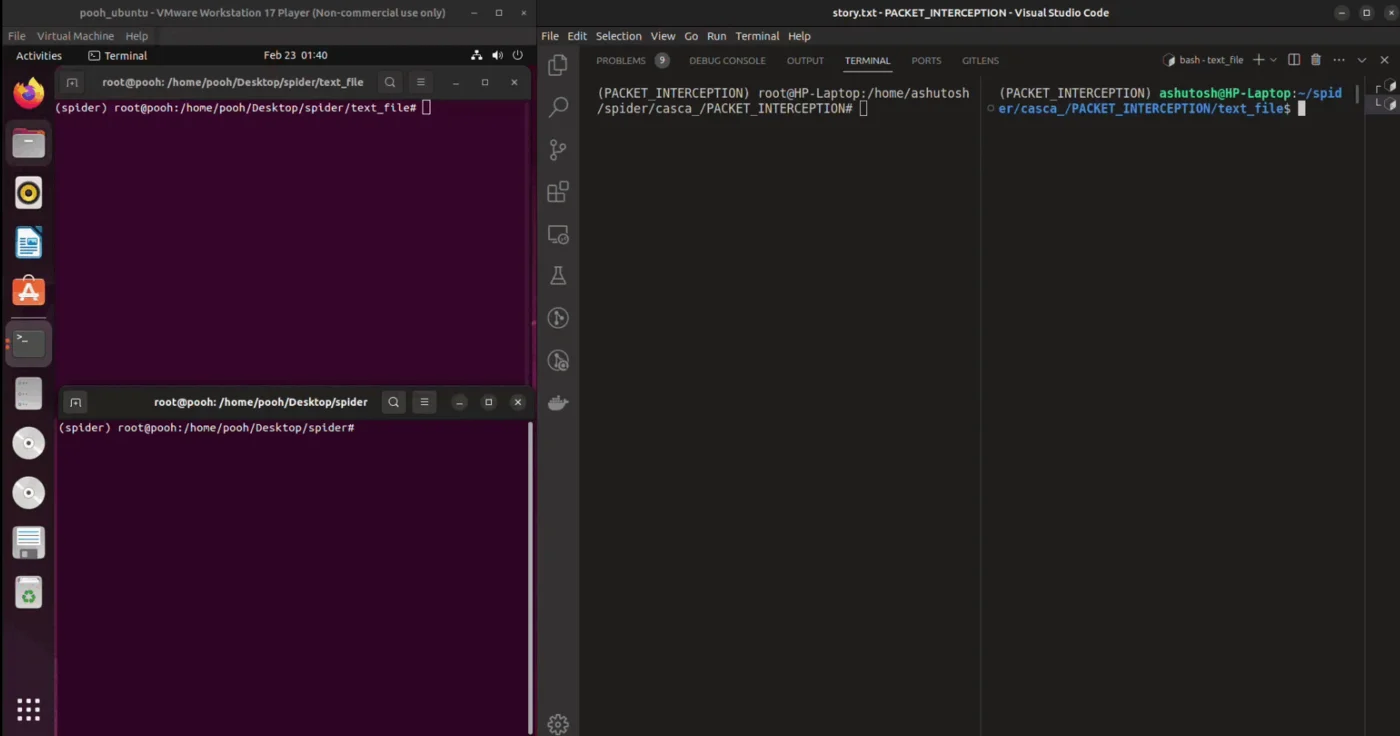 pooh_ubuntu - VMware Workstation 17 Player (Non-commercial use only)
File Virtual Machine Help
Activities Terminal Feb 23 01:40
root@pooh: /home/pooh/Desktop/spider/text_file
(spider) root@pooh:/home/pooh/Desktop/spider/text_file#
root@pooh: /home/pooh/Desktop/spider
(spider) root@pooh:/home/pooh/Desktop/spider#
story.txt - PACKET_INTERCEPTION - Visual Studio Code
File Edit Selection View Go Run Terminal Help
PROBLEMS 9 DEBUG CONSOLE OUTPUT TERMINAL PORTS GITLENS bash - text_file
(PACKET_INTERCEPTION) root@HP-Laptop:/home/ashutosh
/spider/casca_/PACKET_INTERCEPTION#
(PACKET_INTERCEPTION) ashutosh@HP-Laptop:~/spid
er/casca_/PACKET_INTERCEPTION/text_file$